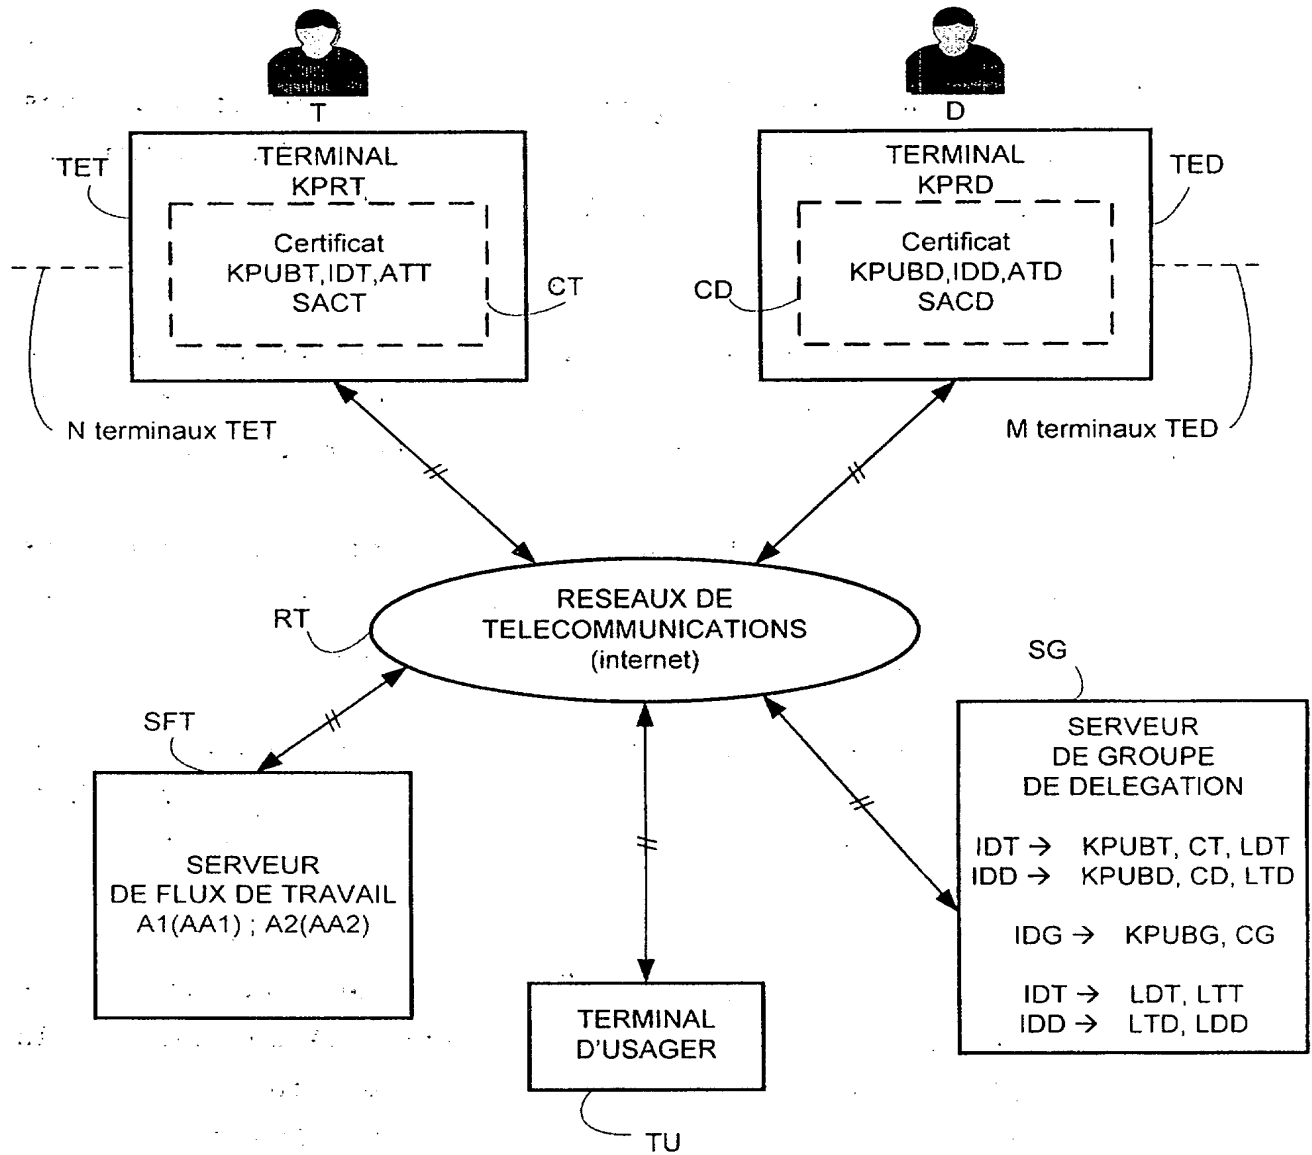 T
D
TET
TERMINAL
KPRT
Certificat
KPUBT,IDT,ATT
SACT
CT
N terminaux TET
TERMINAL
KPRD
Certificat
KPUBD,IDD,ATD
SACD
CD
TED
M terminaux TED
RT
RESEAUX DE
TELECOMMUNICATIONS
(internet)
SFT
SERVEUR
DE FLUX DE TRAVAIL
A1(AA1) ; A2(AA2)
TERMINAL
D'USAGER
TU
SG
SERVEUR
DE GROUPE
DE DELEGATION
IDT → KPUBT, CT, LDT
IDD → KPUBD, CD, LTD
IDG → KPUBG, CG
IDT → LDT, LTT
IDD → LTD, LDD